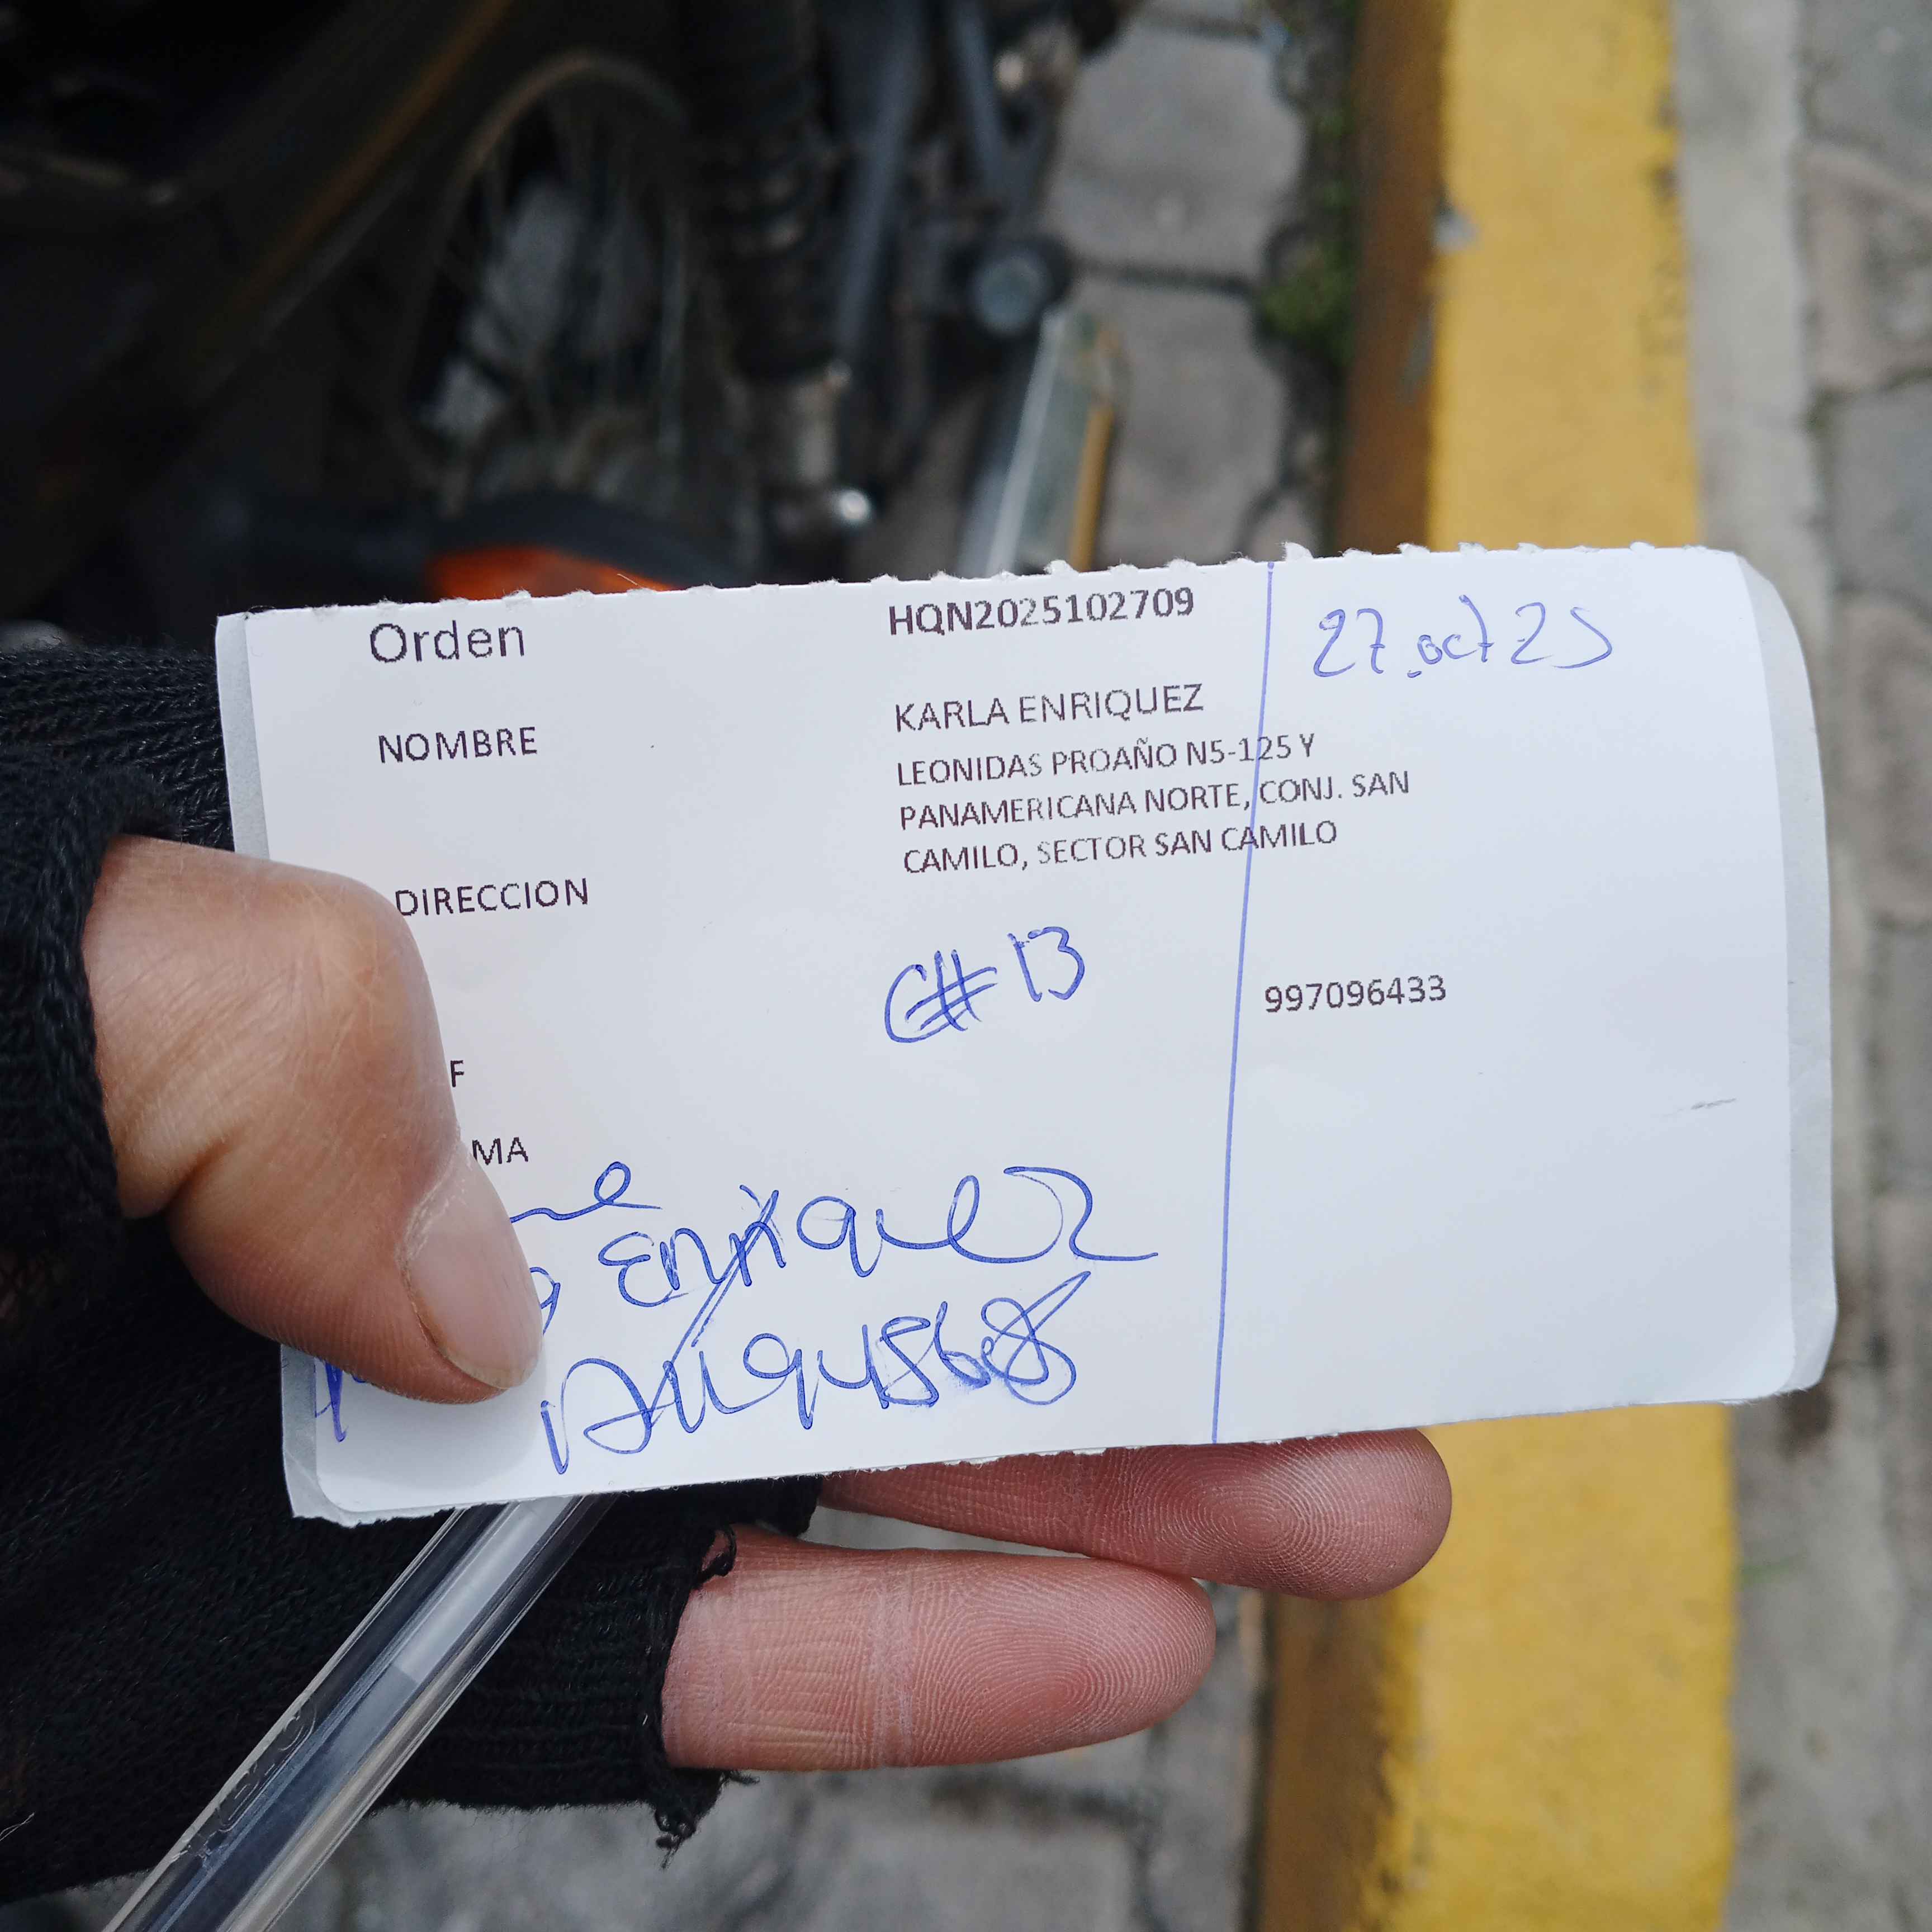 Orden HQN2025102709 27 oct 25
NOMBRE KARLA ENRIQUEZ
LEONIDAS PROAÑO N5-125 Y
PANAMERICANA NORTE, CONJ. SAN
CAMILO, SECTOR SAN CAMILO
DIRECCION
C# 13
997096433
F
MA
Enriquez